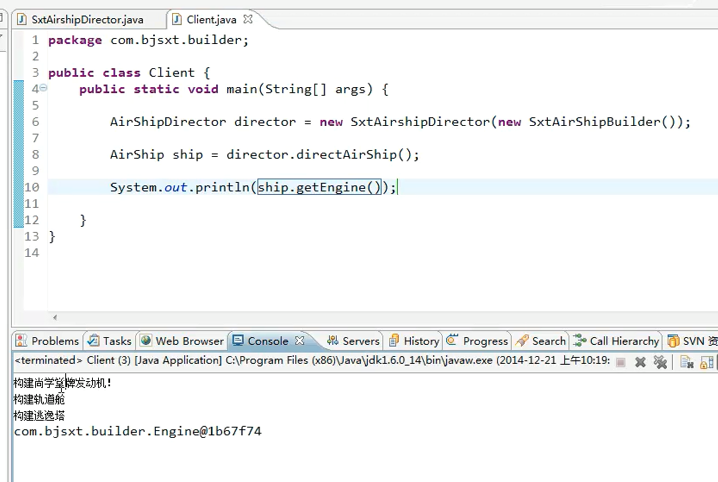 SxtAirshipDirector.java
Client.java
1 package com.bjsxt.builder;
2
3 public class Client {
4 public static void main(String[] args) {
5
6 AirShipDirector director = new SxtAirshipDirector(new SxtAirShipBuilder());
7
8 AirShip ship = director.directAirShip();
9
10 System.out.println(ship.getEngine());
11
12 }
13 }
14
Problems Tasks Web Browser Console Servers History Progress Search Call Hierarchy SVN 资
<terminated> Client (3) [Java Application] C:\Program Files (x86)\Java\jdk1.6.0_14\bin\javaw.exe (2014-12-21 上午10:19:
构建尚学堂牌发动机!
构建轨道舱
构建逃逸塔
com.bjsxt.builder.Engine@1b67f74